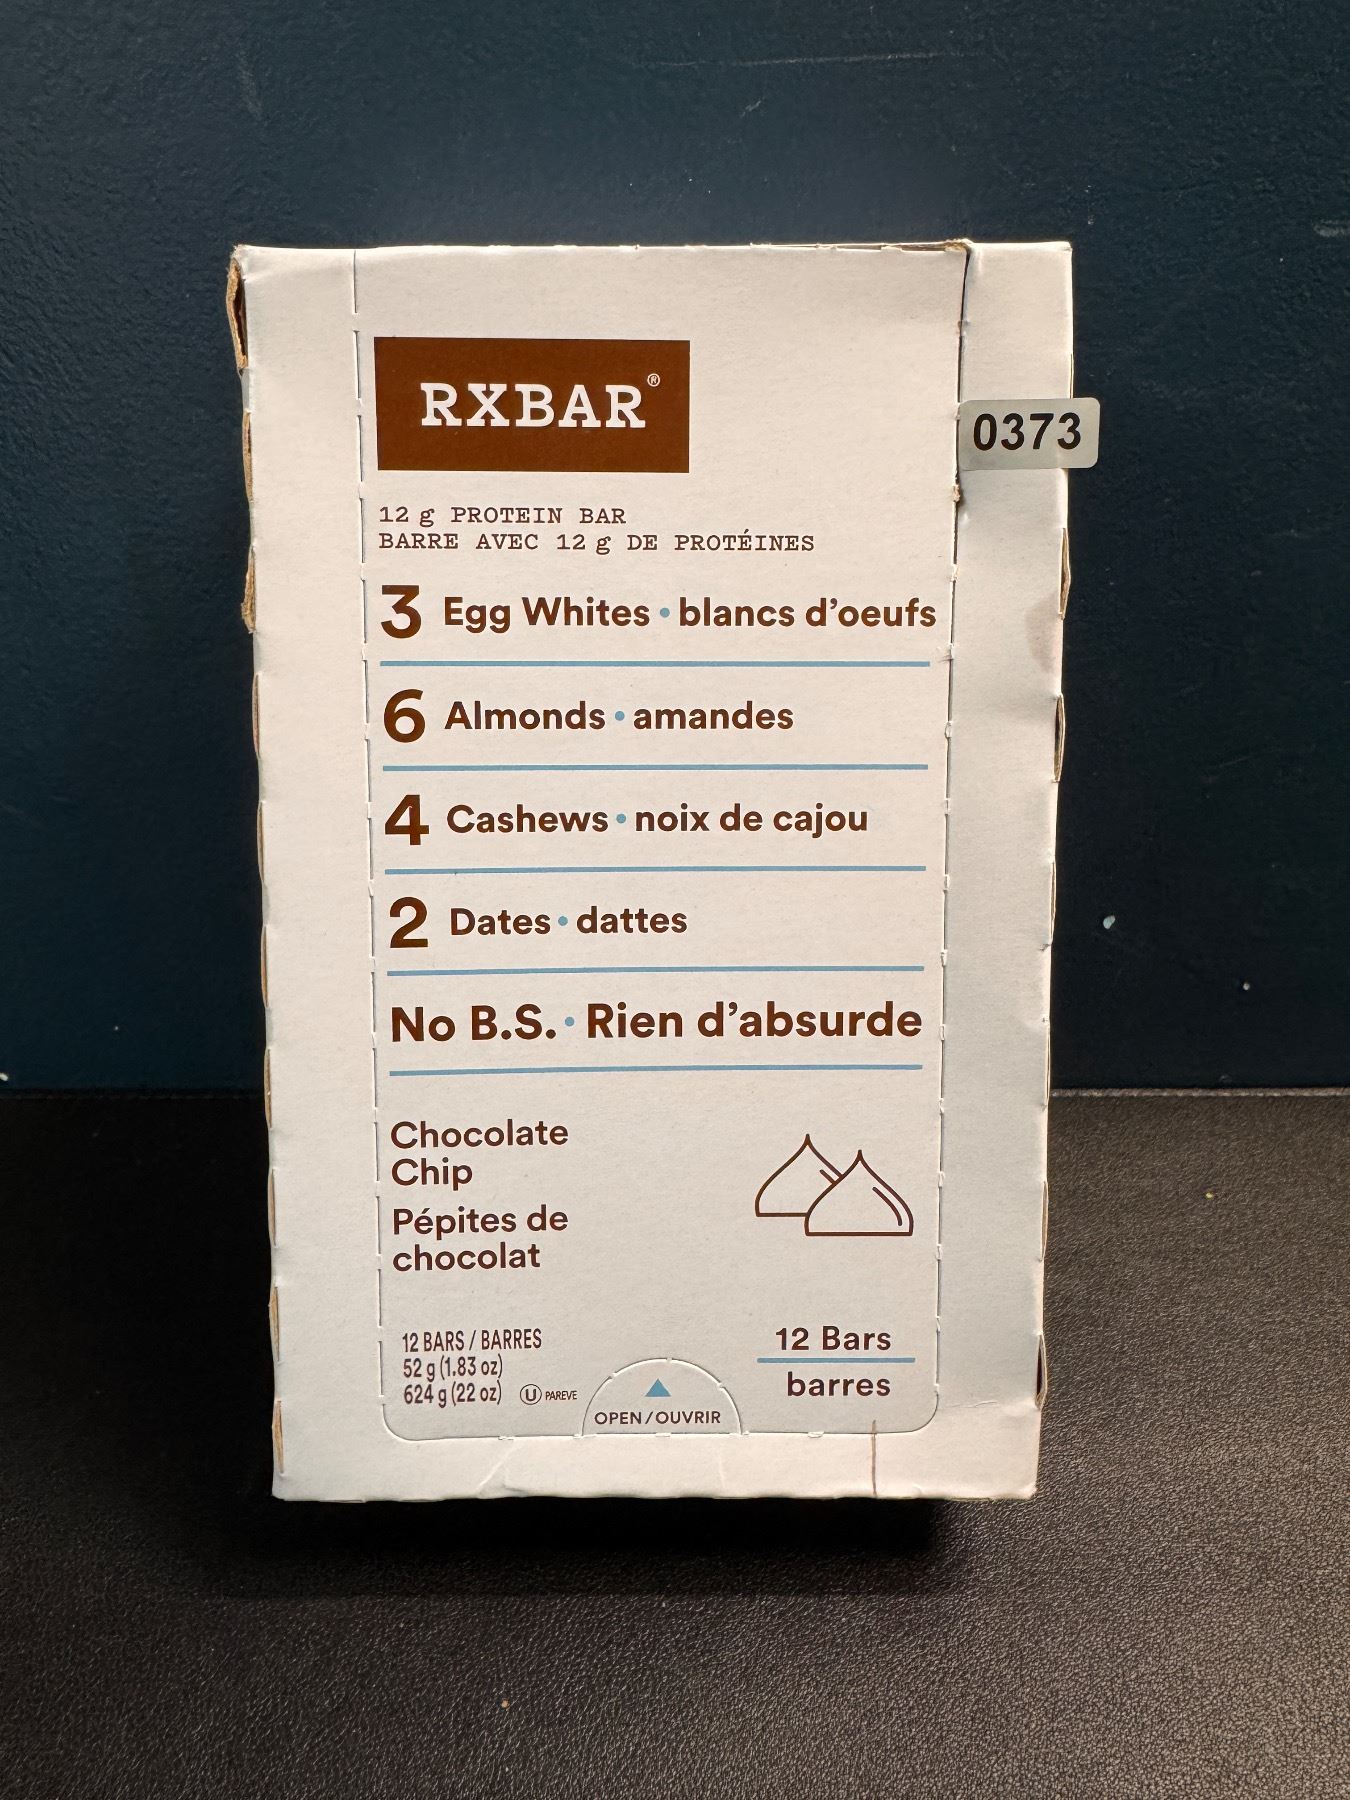 RXBAR®
0373
12 g PROTEIN BAR
BARRE AVEC 12 g DE PROTÉINES
3 Egg Whites • blancs d'oeufs
6 Almonds • amandes
4 Cashews • noix de cajou
2 Dates • dattes
No B.S. • Rien d'absurde
Chocolate
Chip
Pépites de
chocolat
12 BARS / BARRES
52 g (1.83 oz)
624 g (22 oz) U PAREVE
OPEN/OUVRIR
12 Bars
barres